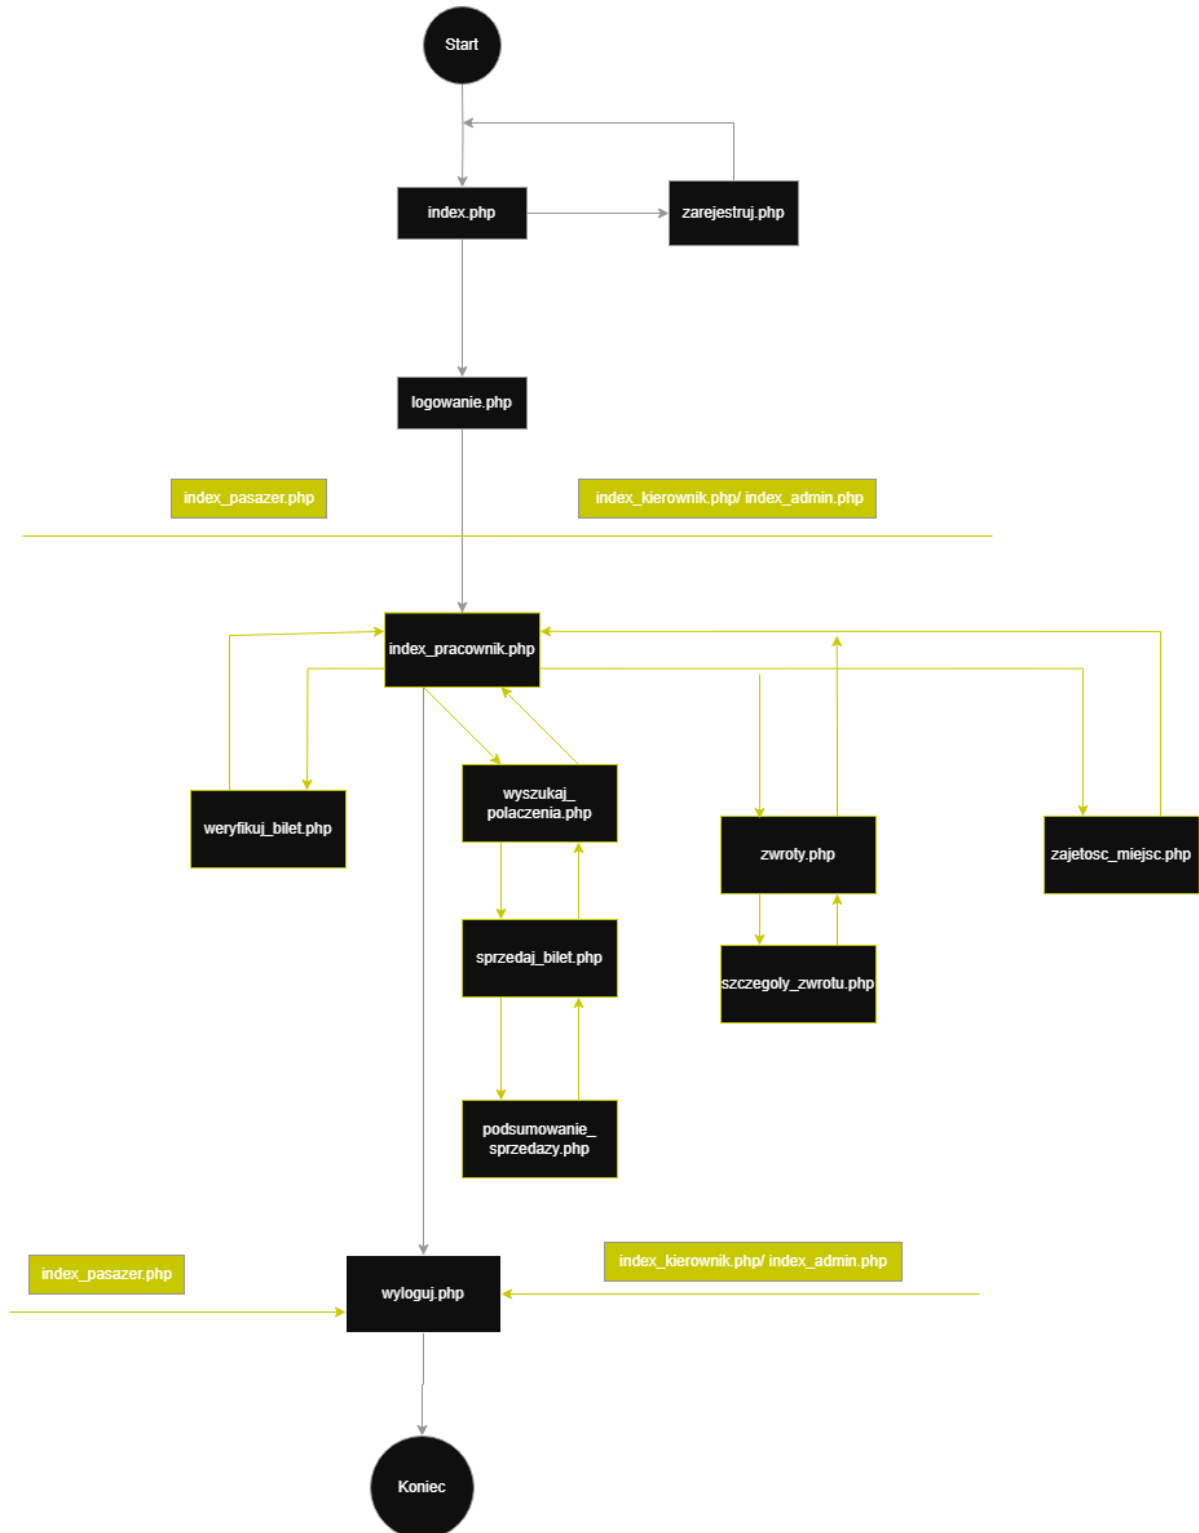 Start
index.php
zarejestruj.php
logowanie.php
index_pasazer.php
index_kierownik.php/ index_admin.php
index_pracownik.php
weryfikuj_bilet.php
wyszukaj_
polaczenia.php
zwroty.php
zajetosc_miejsc.php
sprzedaj_bilet.php
szczegoly_zwrotu.php
podsumowanie_
sprzedazy.php
index_pasazer.php
index_kierownik.php/ index_admin.php
wyloguj.php
Koniec